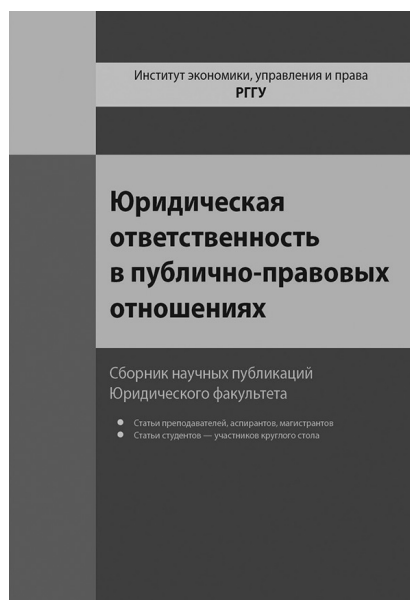 Институт экономики, управления и права
РГГУ
Юридическая
ответственность
в публично-правовых
отношениях
Сборник научных публикаций
Юридического факультета
● Статьи преподавателей, аспирантов, магистрантов
● Статьи студентов — участников круглого стола